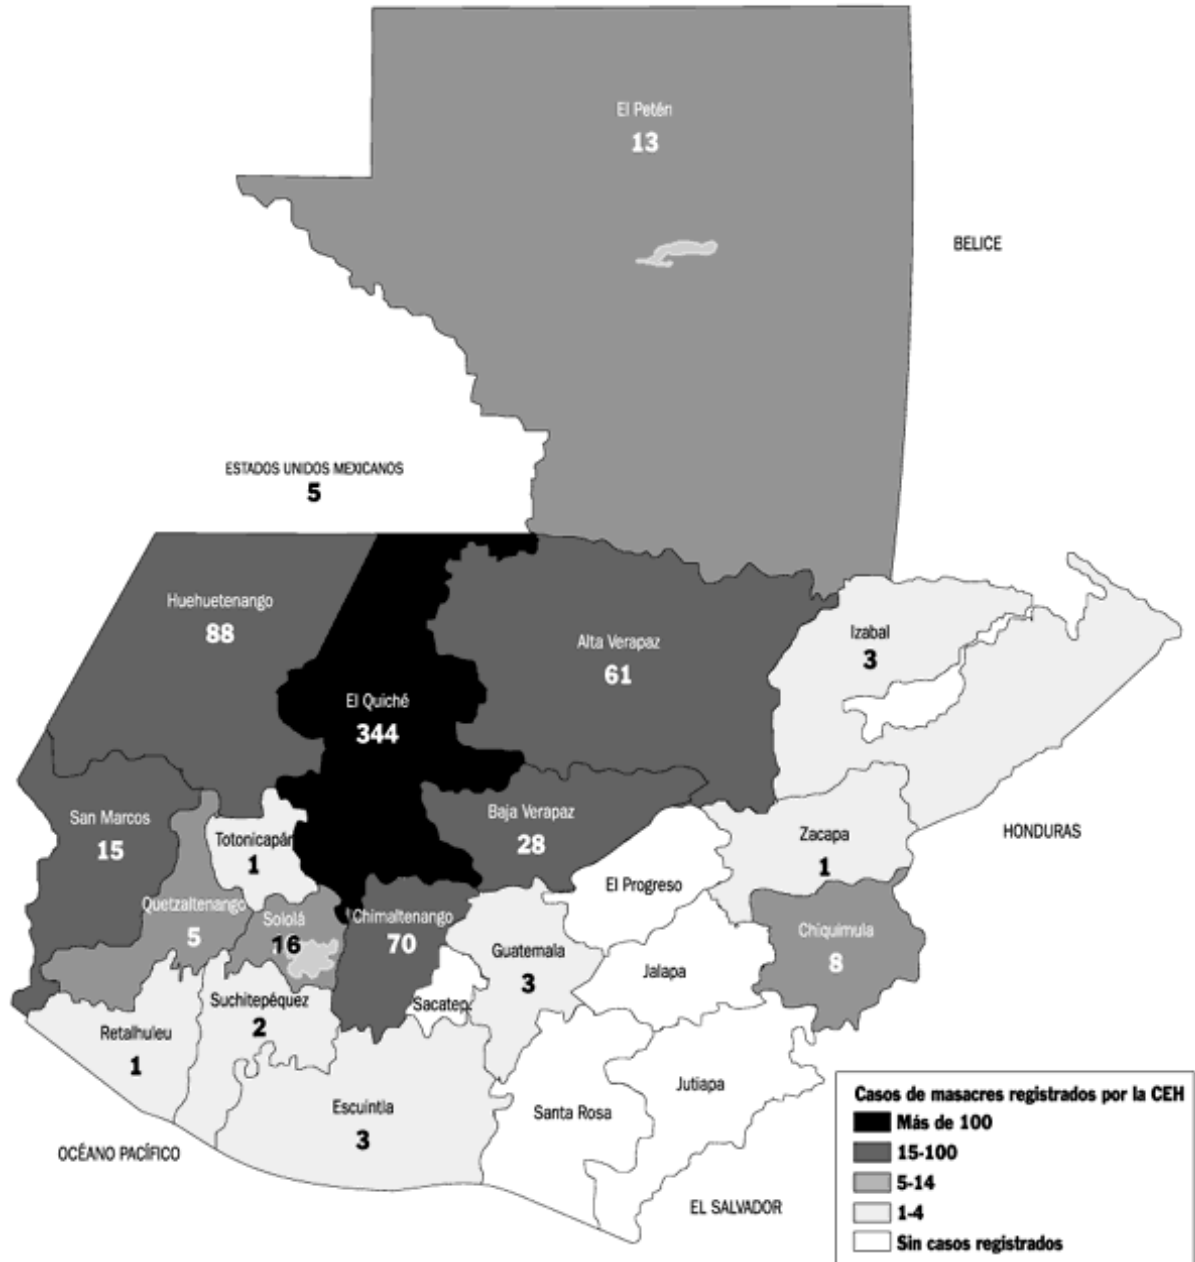 El Petén
13
BELICE
ESTADOS UNIDOS MEXICANOS
5
Huehuetenango
88
Alta Verapaz
61
Izabal
3
El Quiché
344
San Marcos
15
Totonicapán
1
Baja Verapaz
28
Zacapa
1
HONDURAS
El Progreso
Quetzaltenango
5
Sololá
16
Chimaltenango
70
Guatemala
3
Chiquimula
8
Jalapa
Sacatep.
Suchitepéquez
2
Retalhuleu
1
Escuintla
3
Santa Rosa
Jutiapa
OCÉANO PACÍFICO
EL SALVADOR
Casos de masacres registrados por la CEH
Más de 100
15-100
5-14
1-4
Sin casos registrados